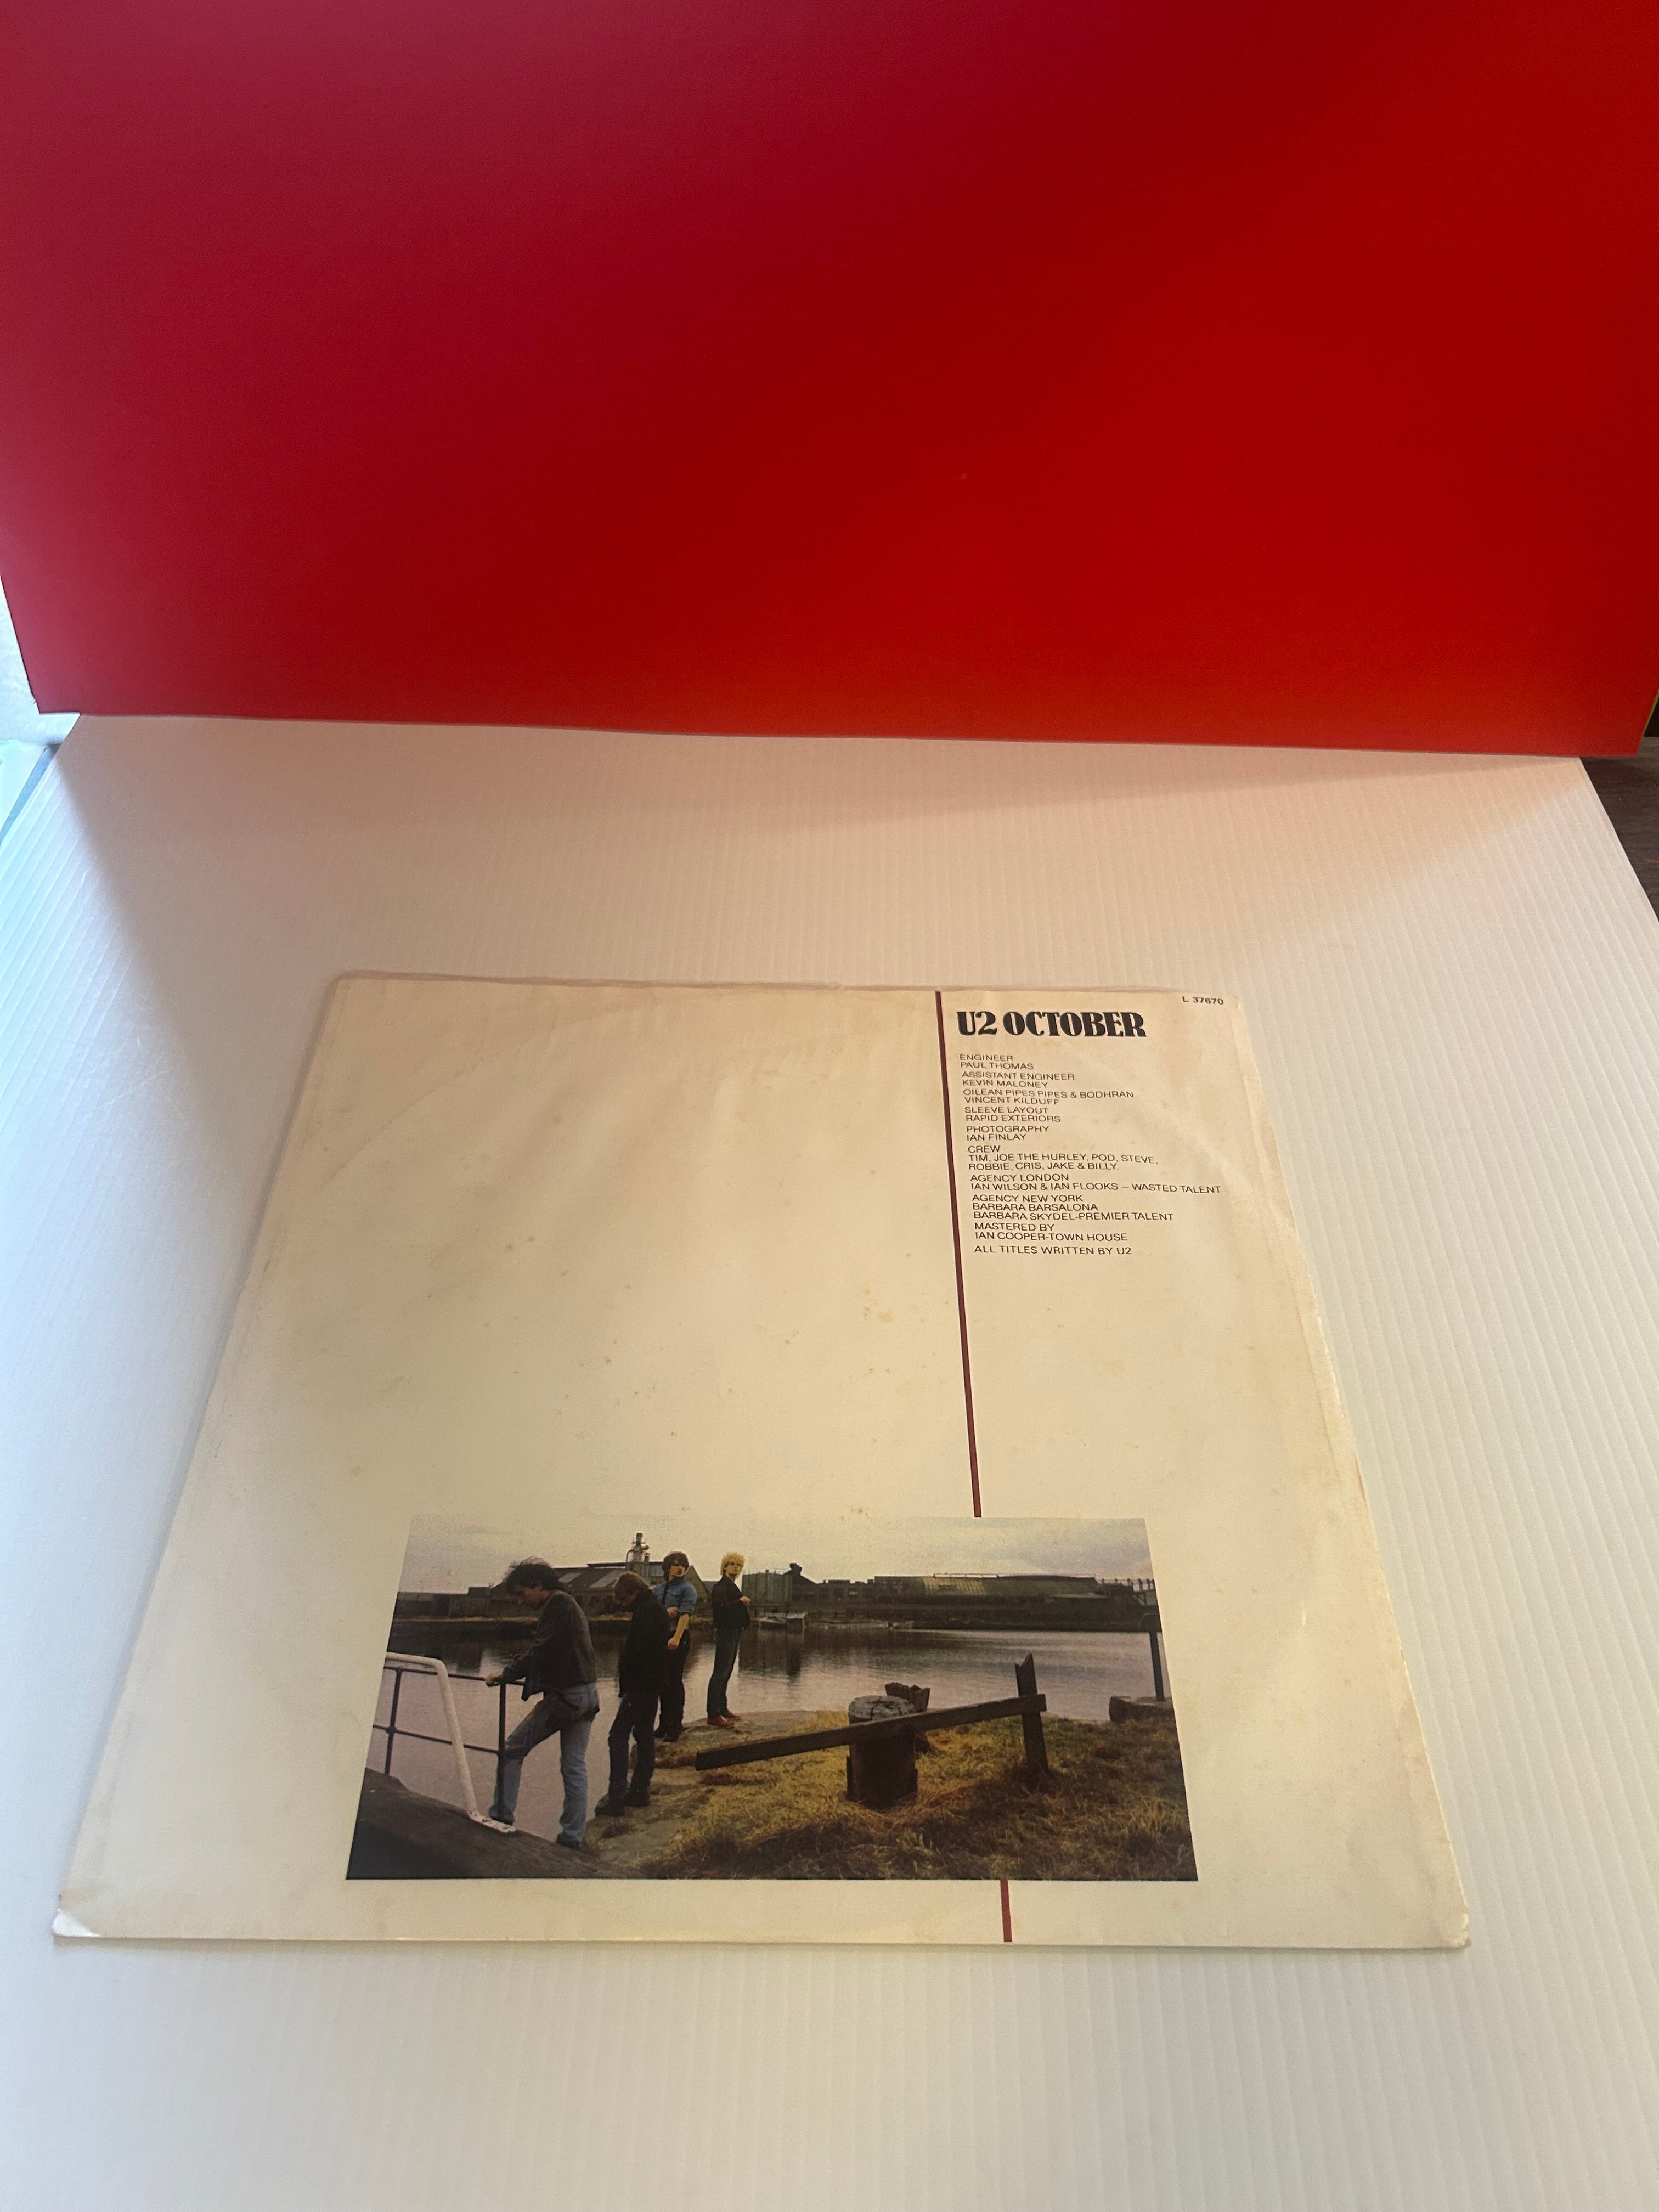 L 37670
U2 OCTOBER
ENGINEER
PAUL THOMAS
ASSISTANT ENGINEER
KEVIN MALONEY
OILEAN PIPES PIPES & BODHRAN
VINCENT KILDUFF
SLEEVE LAYOUT
RAPID EXTERIORS
PHOTOGRAPHY
IAN FINLAY
CREW
TIM, JOE THE HURLEY, POD, STEVE,
ROBBIE, CRIS, JAKE & BILLY.
AGENCY LONDON
IAN WILSON & IAN FLOOKS – WASTED TALENT
AGENCY NEW YORK
BARBARA BARSALONA
BARBARA SKYDEL-PREMIER TALENT
MASTERED BY
IAN COOPER-TOWN HOUSE
ALL TITLES WRITTEN BY U2